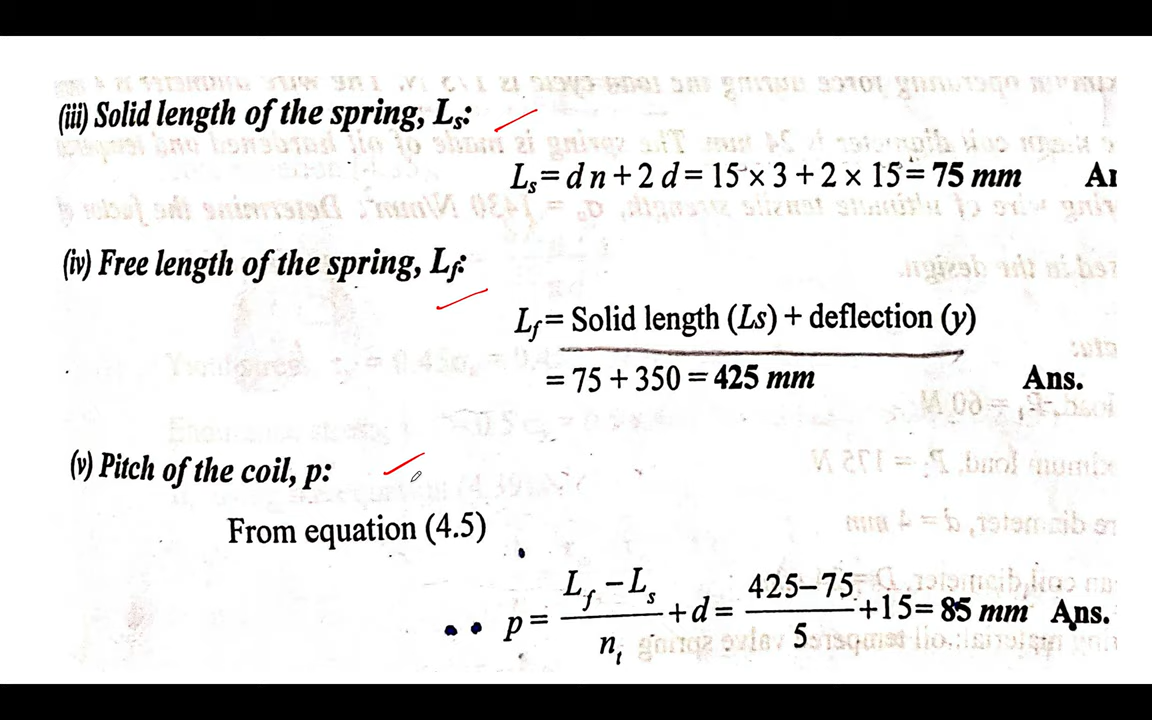 (iii) Solid length of the spring, Ls:
Ls = d n + 2 d = 15 × 3 + 2 × 15 = 75 mm
(iv) Free length of the spring, Lf:
Lf = Solid length (Ls) + deflection (y)
= 75 + 350 = 425 mm Ans.
(v) Pitch of the coil, p:
From equation (4.5)
p = (Lf – Ls) / nt + d = (425–75) / 5 + 15 = 85 mm Ans.